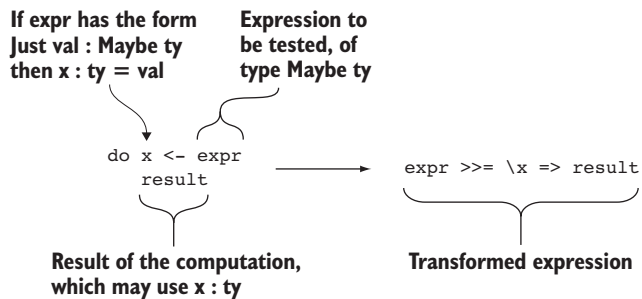 If expr has the form
Just val : Maybe ty
then x : ty = val
Expression to
be tested, of
type Maybe ty
do x <- expr
result
expr >>= \x => result
Result of the computation,
which may use x : ty
Transformed expression